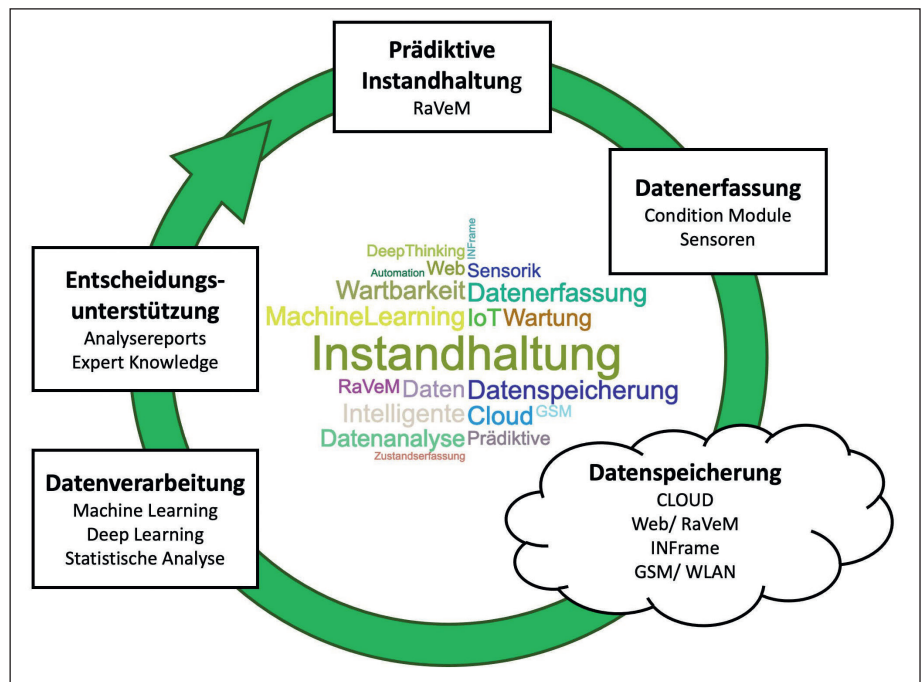 Prädiktive
Instandhaltung
RaVeM
Datenerfassung
Condition Module
Sensoren
Entscheidungs-
unterstützung
Analysereports
Expert Knowledge
DeepThinking INFrame
Automation Web Sensorik
Wartbarkeit Datenerfassung
MachineLearning IoT Wartung
Instandhaltung
RaVeM Daten Datenspeicherung
Intelligente Cloud GSM
Datenanalyse Prädiktive
Zustandserfassung
Datenspeicherung
CLOUD
Web/ RaVeM
INFrame
GSM/ WLAN
Datenverarbeitung
Machine Learning
Deep Learning
Statistische Analyse